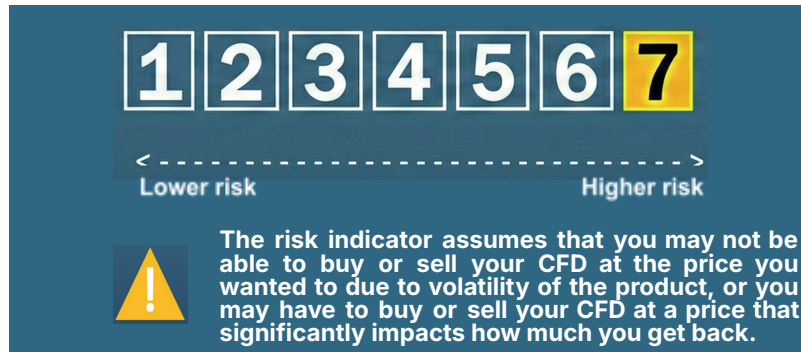 1 2 3 4 5 6 7
< - - - - - - - - - - - - - - - - - - - - - - - - - - - - - - - - - - - - - - >
Lower risk Higher risk
!
The risk indicator assumes that you may not be
able to buy or sell your CFD at the price you
wanted to due to volatility of the product, or you
may have to buy or sell your CFD at a price that
significantly impacts how much you get back.